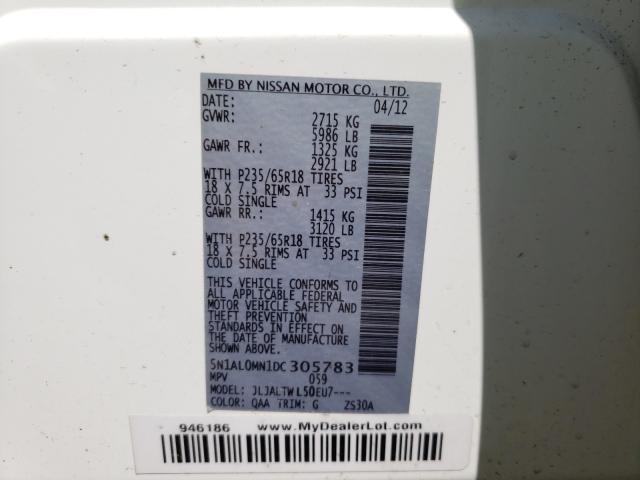 MFD BY NISSAN MOTOR CO., LTD.
DATE: 04/12
GVWR: 2715 KG
5986 LB
GAWR FR.: 1325 KG
2921 LB
WITH P235/65R18 TIRES
18 X 7.5 RIMS AT 33 PSI
COLD SINGLE
GAWR RR.: 1415 KG
3120 LB
WITH P235/65R18 TIRES
18 X 7.5 RIMS AT 33 PSI
COLD SINGLE
THIS VEHICLE CONFORMS TO
ALL APPLICABLE FEDERAL
MOTOR VEHICLE SAFETY AND
THEFT PREVENTION
STANDARDS IN EFFECT ON
THE DATE OF MANUFACTURE
SHOWN ABOVE.
5N1AL0MN1DC305783
MPV 059
MODEL: JLJALTWL50EU7---
COLOR: QAA TRIM: G ZS30A
946186 www.MyDealerLot.com